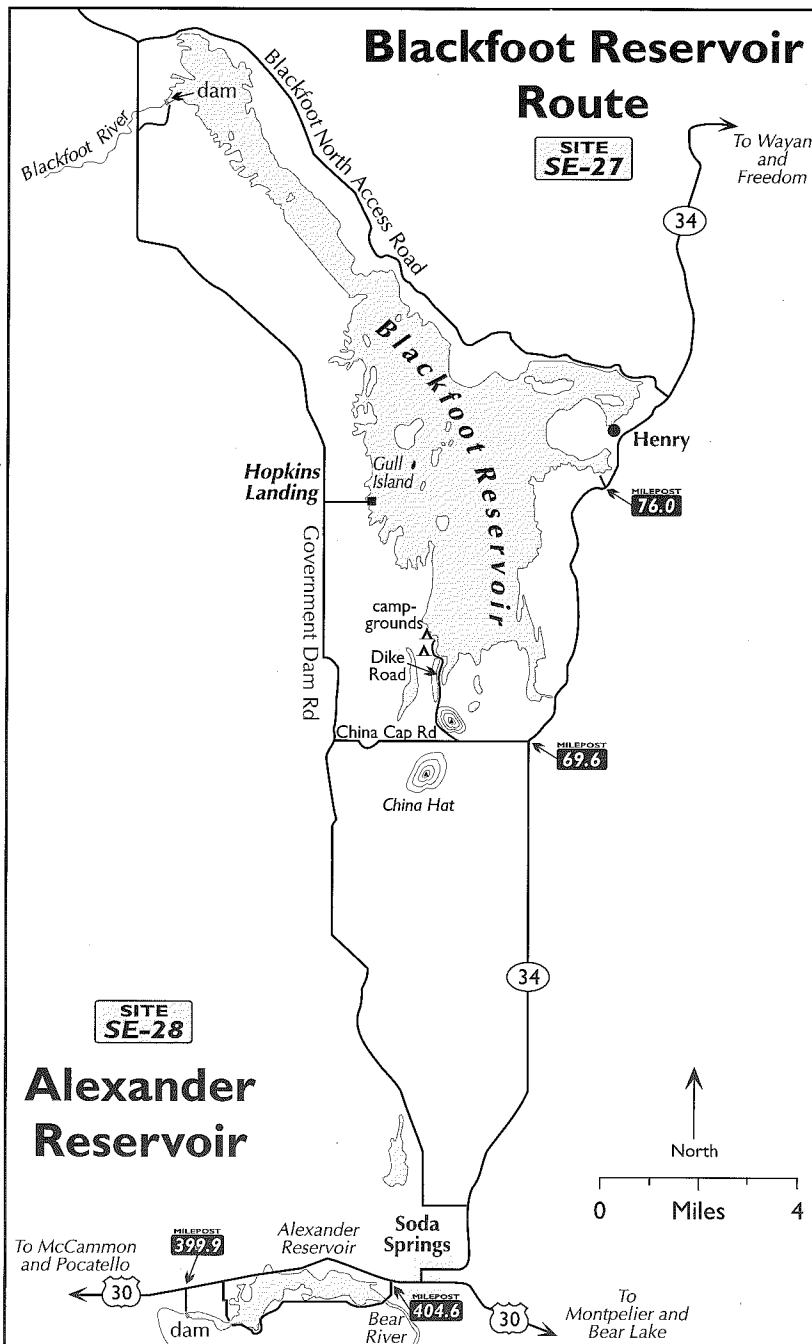 Blackfoot Reservoir
Route
SITE
SE-27
dam
Blackfoot River
Blackfoot North Access Road
To Wayan
and
Freedom
34
Blackfoot Reservoir
Henry
Gull
Island
Hopkins
Landing
MILEPOST
76.0
Government Dam Rd
camp-
grounds
Dike
Road
China Cap Rd
MILEPOST
69.6
China Hat
34
SITE
SE-28
Alexander
Reservoir
North
0 Miles 4
Soda
Springs
Alexander
Reservoir
MILEPOST
399.9
To McCammon
and Pocatello
30
MILEPOST
404.6
dam
Bear
River
30
To
Montpelier and
Bear Lake